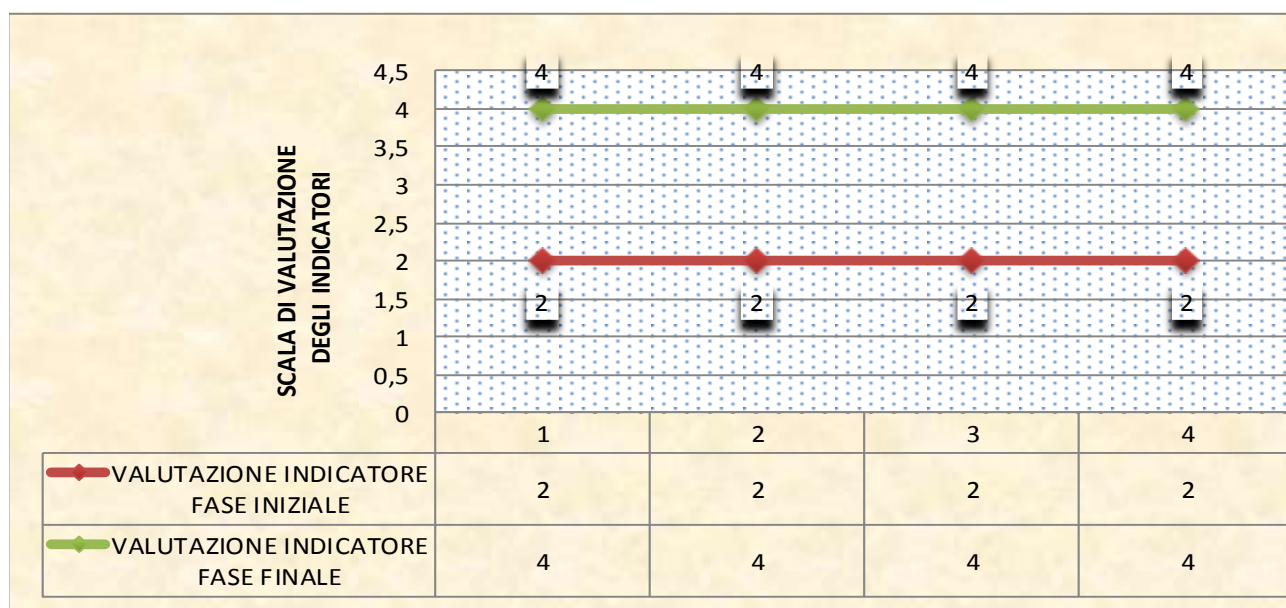 4 4 4 4
4,5
4
3,5
3
2,5
2
1,5
1
0,5
0
SCALA DI VALUTAZIONE
DEGLI INDICATORI
2 2 2 2
1 2 3 4
VALUTAZIONE INDICATORE
FASE INIZIALE
2 2 2 2
VALUTAZIONE INDICATORE
FASE FINALE
4 4 4 4